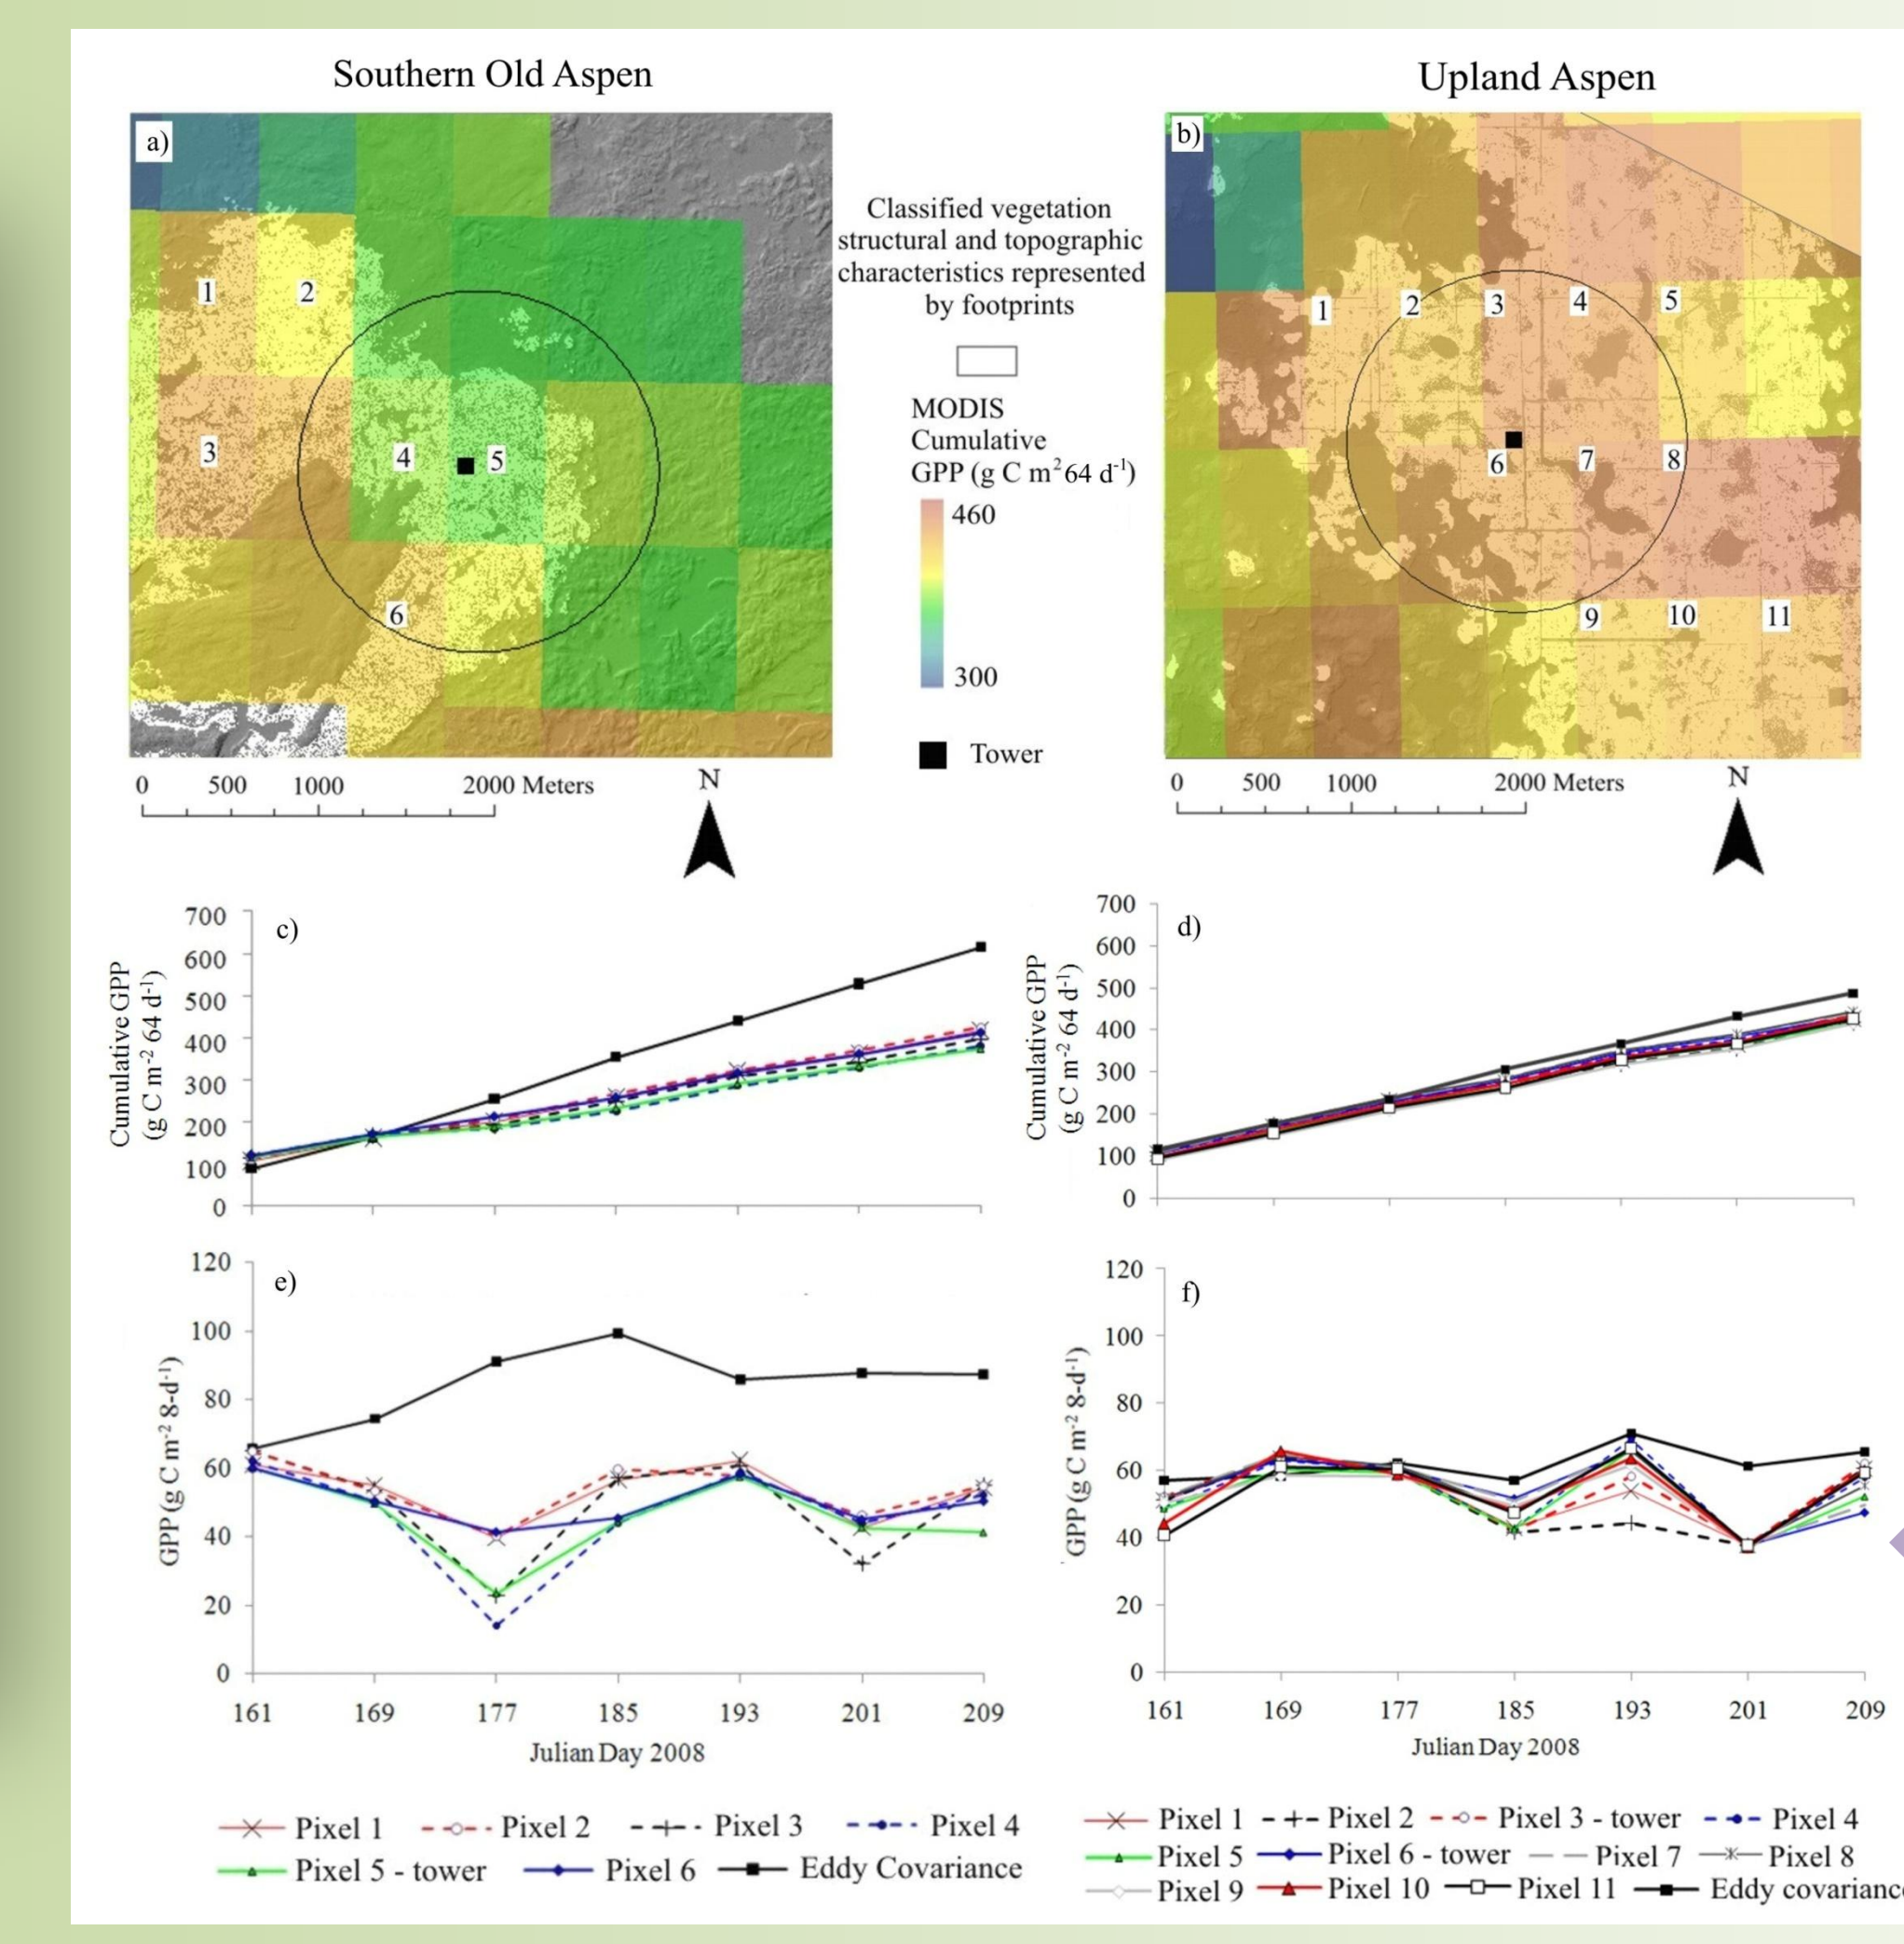 Southern Old Aspen
Upland Aspen
a)
1
2
3
4
5
6
Classified vegetation
structural and topographic
characteristics represented
by footprints
MODIS
Cumulative
GPP (g C m² 64 d⁻¹)
460
300
Tower
b)
1
2
3
4
5
6
7
8
9
10
11
0 500 1000 2000 Meters
N
0 500 1000 2000 Meters
N
c)
Cumulative GPP
(g C m⁻² 64 d⁻¹)
700
600
500
400
300
200
100
0
d)
Cumulative GPP
(g C m⁻² 64 d⁻¹)
700
600
500
400
300
200
100
0
e)
GPP (g C m⁻² 8-d⁻¹)
120
100
80
60
40
20
0
161 169 177 185 193 201 209
Julian Day 2008
f)
GPP (g C m⁻² 8-d⁻¹)
120
100
80
60
40
20
0
161 169 177 185 193 201 209
Julian Day 2008
Pixel 1 Pixel 2 Pixel 3 Pixel 4
Pixel 5 - tower Pixel 6 Eddy Covariance
Pixel 1 Pixel 2 Pixel 3 - tower Pixel 4
Pixel 5 Pixel 6 - tower Pixel 7 Pixel 8
Pixel 9 Pixel 10 Pixel 11 Eddy covariance